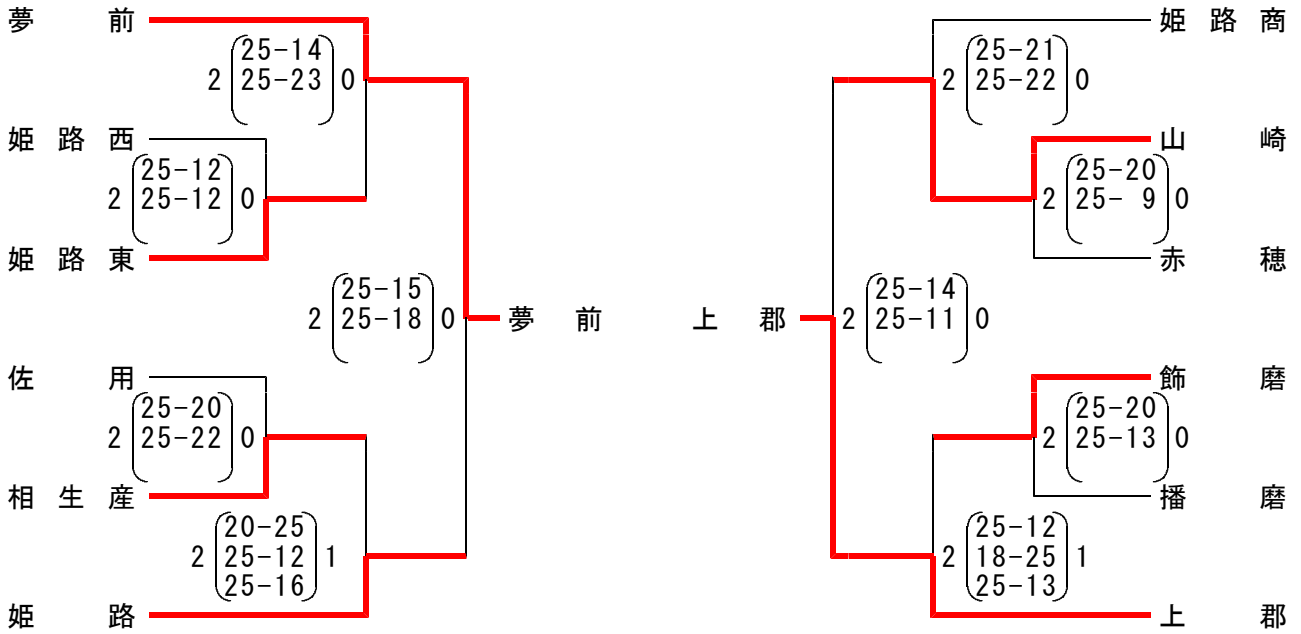 夢前
2 25-14 0
25-23
姫路西
2 25-12 0
25-12
姫路東
2 25-15 0
25-18
夢前
佐用
2 25-20 0
25-22
相生産
2 20-25 1
25-12
25-16
姫路
姫路商
2 25-21 0
25-22
山崎
2 25-20 0
25- 9
赤穂
上郡
2 25-14 0
25-11
飾磨
2 25-20 0
25-13
播磨
2 25-12 1
18-25
25-13
上郡